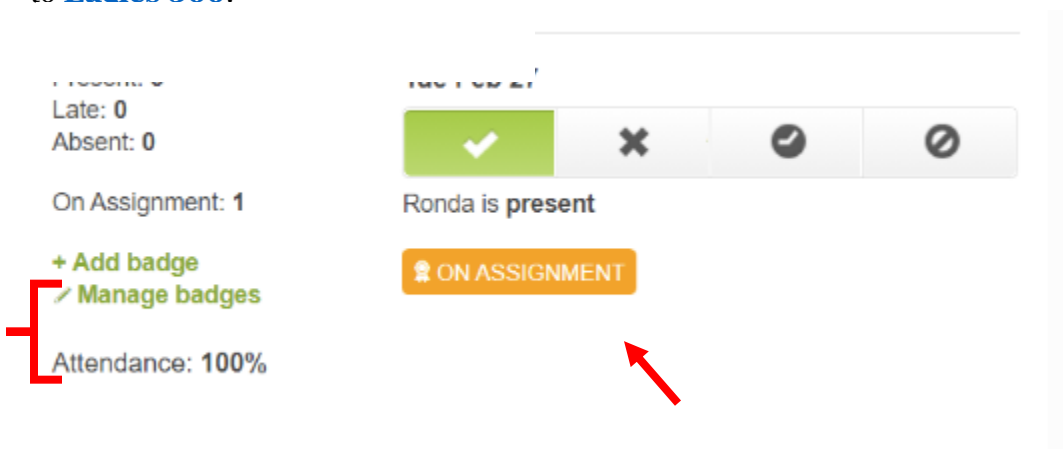 Late: 0
Absent: 0
On Assignment: 1
+ Add badge
Manage badges
Attendance: 100%
Ronda is present
ON ASSIGNMENT